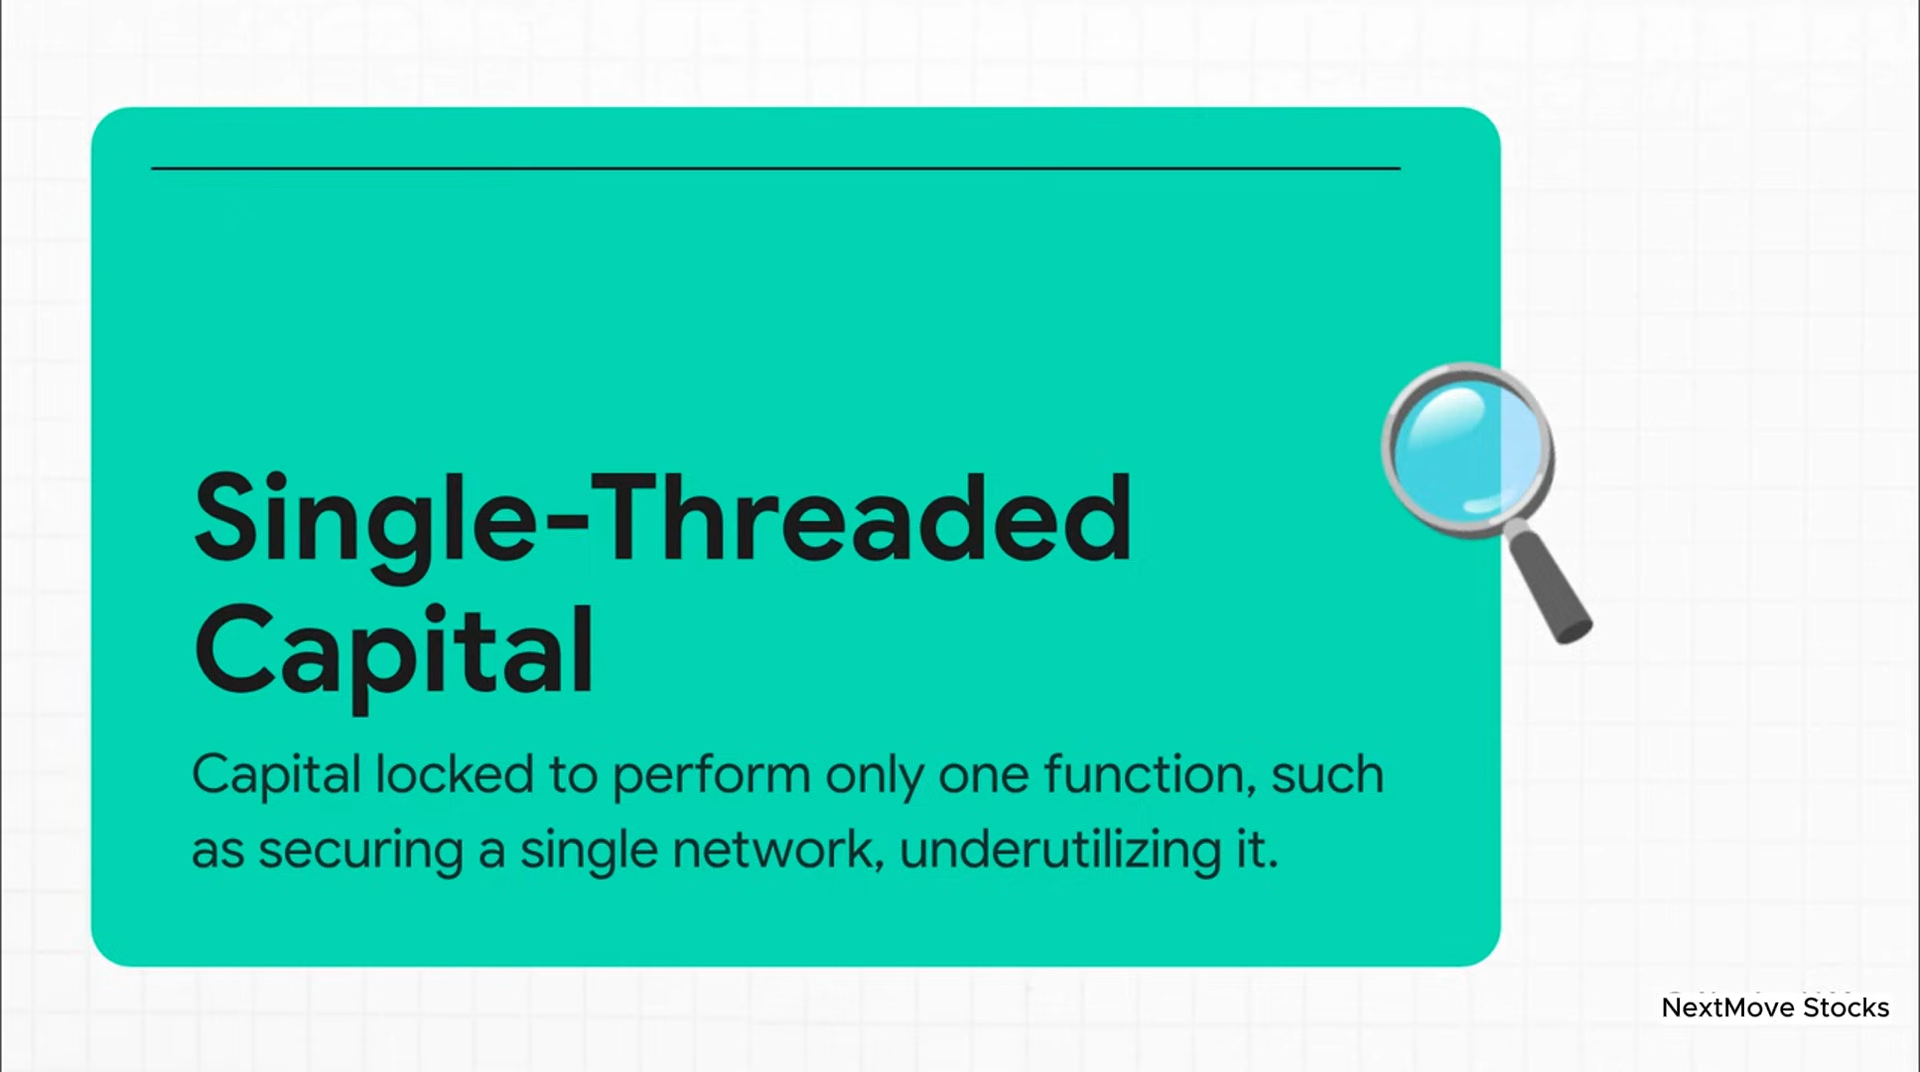 Single-Threaded
Capital
Capital locked to perform only one function, such
as securing a single network, underutilizing it.
NextMove Stocks